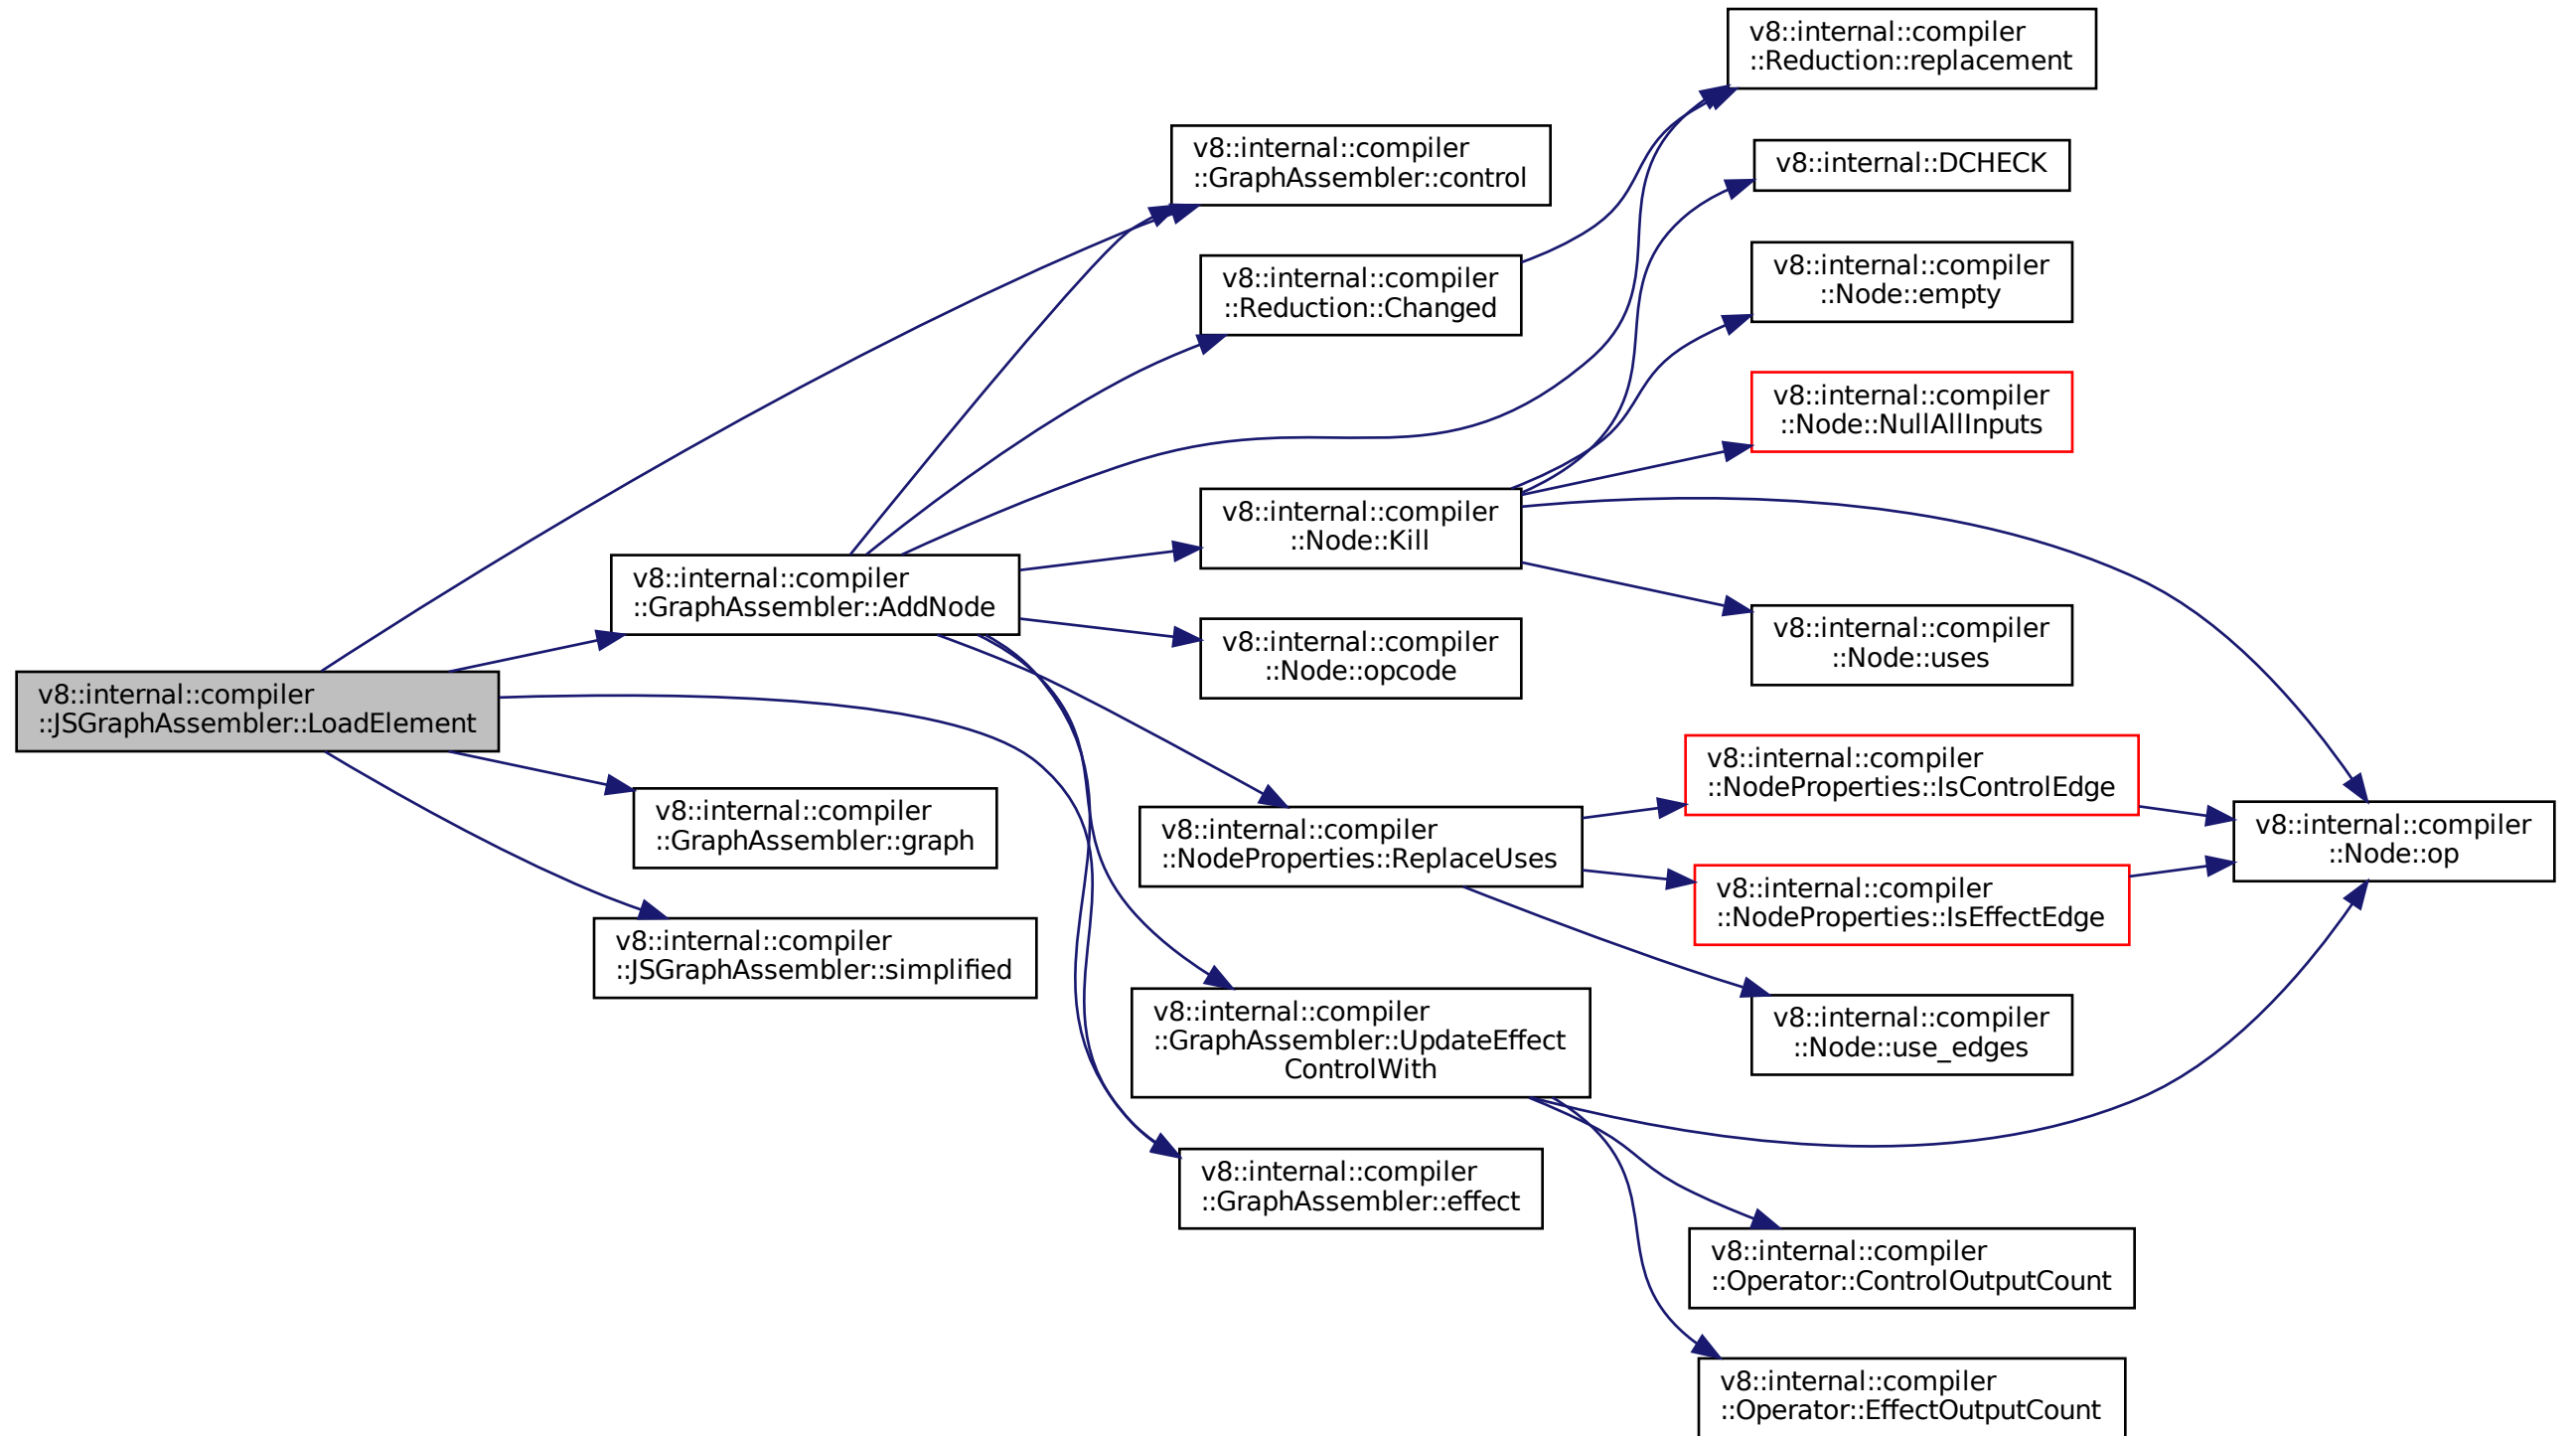 v8::internal::compiler
::JSGraphAssembler::LoadElement
v8::internal::compiler
::GraphAssembler::AddNode
v8::internal::compiler
::GraphAssembler::graph
v8::internal::compiler
::JSGraphAssembler::simplified
v8::internal::compiler
::GraphAssembler::control
v8::internal::compiler
::Reduction::Changed
v8::internal::compiler
::Node::Kill
v8::internal::compiler
::Node::opcode
v8::internal::compiler
::NodeProperties::ReplaceUses
v8::internal::compiler
::GraphAssembler::UpdateEffect
ControlWith
v8::internal::compiler
::GraphAssembler::effect
v8::internal::compiler
::Reduction::replacement
v8::internal::DCHECK
v8::internal::compiler
::Node::empty
v8::internal::compiler
::Node::NullAllInputs
v8::internal::compiler
::Node::uses
v8::internal::compiler
::NodeProperties::IsControlEdge
v8::internal::compiler
::NodeProperties::IsEffectEdge
v8::internal::compiler
::Node::use_edges
v8::internal::compiler
::Operator::ControlOutputCount
v8::internal::compiler
::Operator::EffectOutputCount
v8::internal::compiler
::Node::op